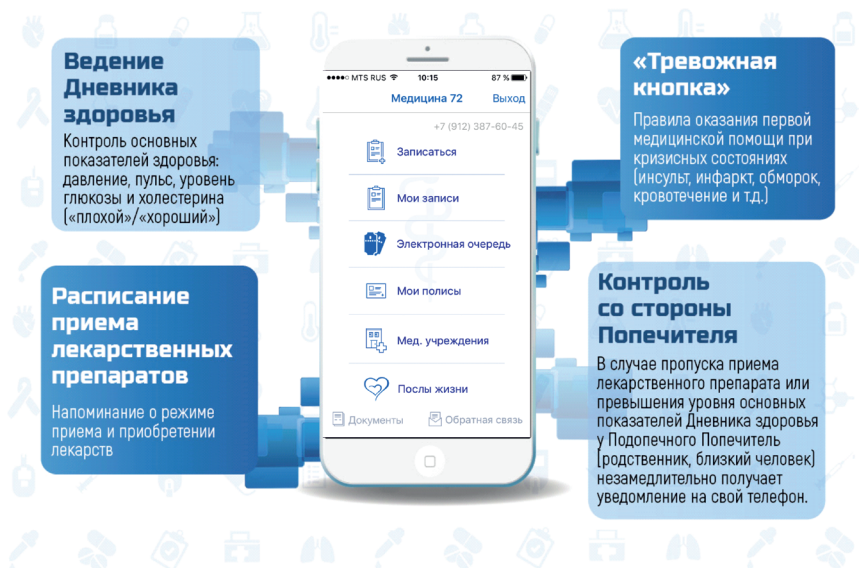 Ведение
Дневника
здоровья
Контроль основных
показателей здоровья:
давление, пульс, уровень
глюкозы и холестерина
(«плохой»/«хороший»)
Расписание
приема
лекарственных
препаратов
Напоминание о режиме
приема и приобретении
лекарств
MTS RUS 10:15 87 %
Медицина 72 Выход
+7 (912) 387-60-45
Записаться
Мои записи
Электронная очередь
Мои полисы
Мед. учреждения
Послы жизни
Документы Обратная связь
«Тревожная
кнопка»
Правила оказания первой
медицинской помощи при
кризисных состояниях
(инсульт, инфаркт, обморок,
кровотечение и т.д.)
Контроль
со стороны
Попечителя
В случае пропуска приема
лекарственного препарата или
превышения уровня основных
показателей Дневника здоровья
у Подопечного Попечитель
(родственник, близкий человек)
незамедлительно получает
уведомление на свой телефон.